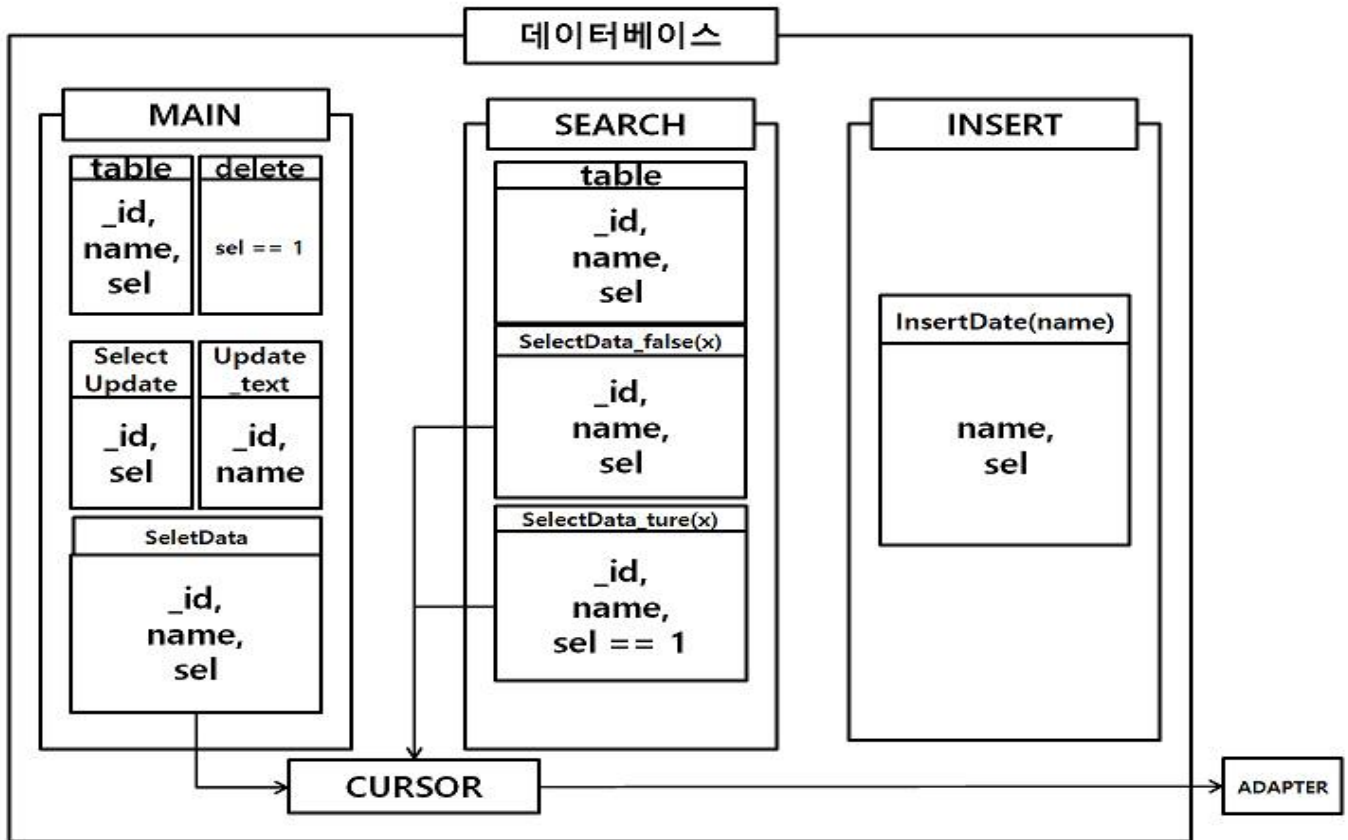 데이터베이스
MAIN
table
_id,
name,
sel
delete
sel == 1
Select
Update
_id,
sel
Update
_text
_id,
name
SeletData
_id,
name,
sel
SEARCH
table
_id,
name,
sel
SelectData_false(x)
_id,
name,
sel
SelectData_ture(x)
_id,
name,
sel == 1
INSERT
InsertDate(name)
name,
sel
CURSOR
ADAPTER